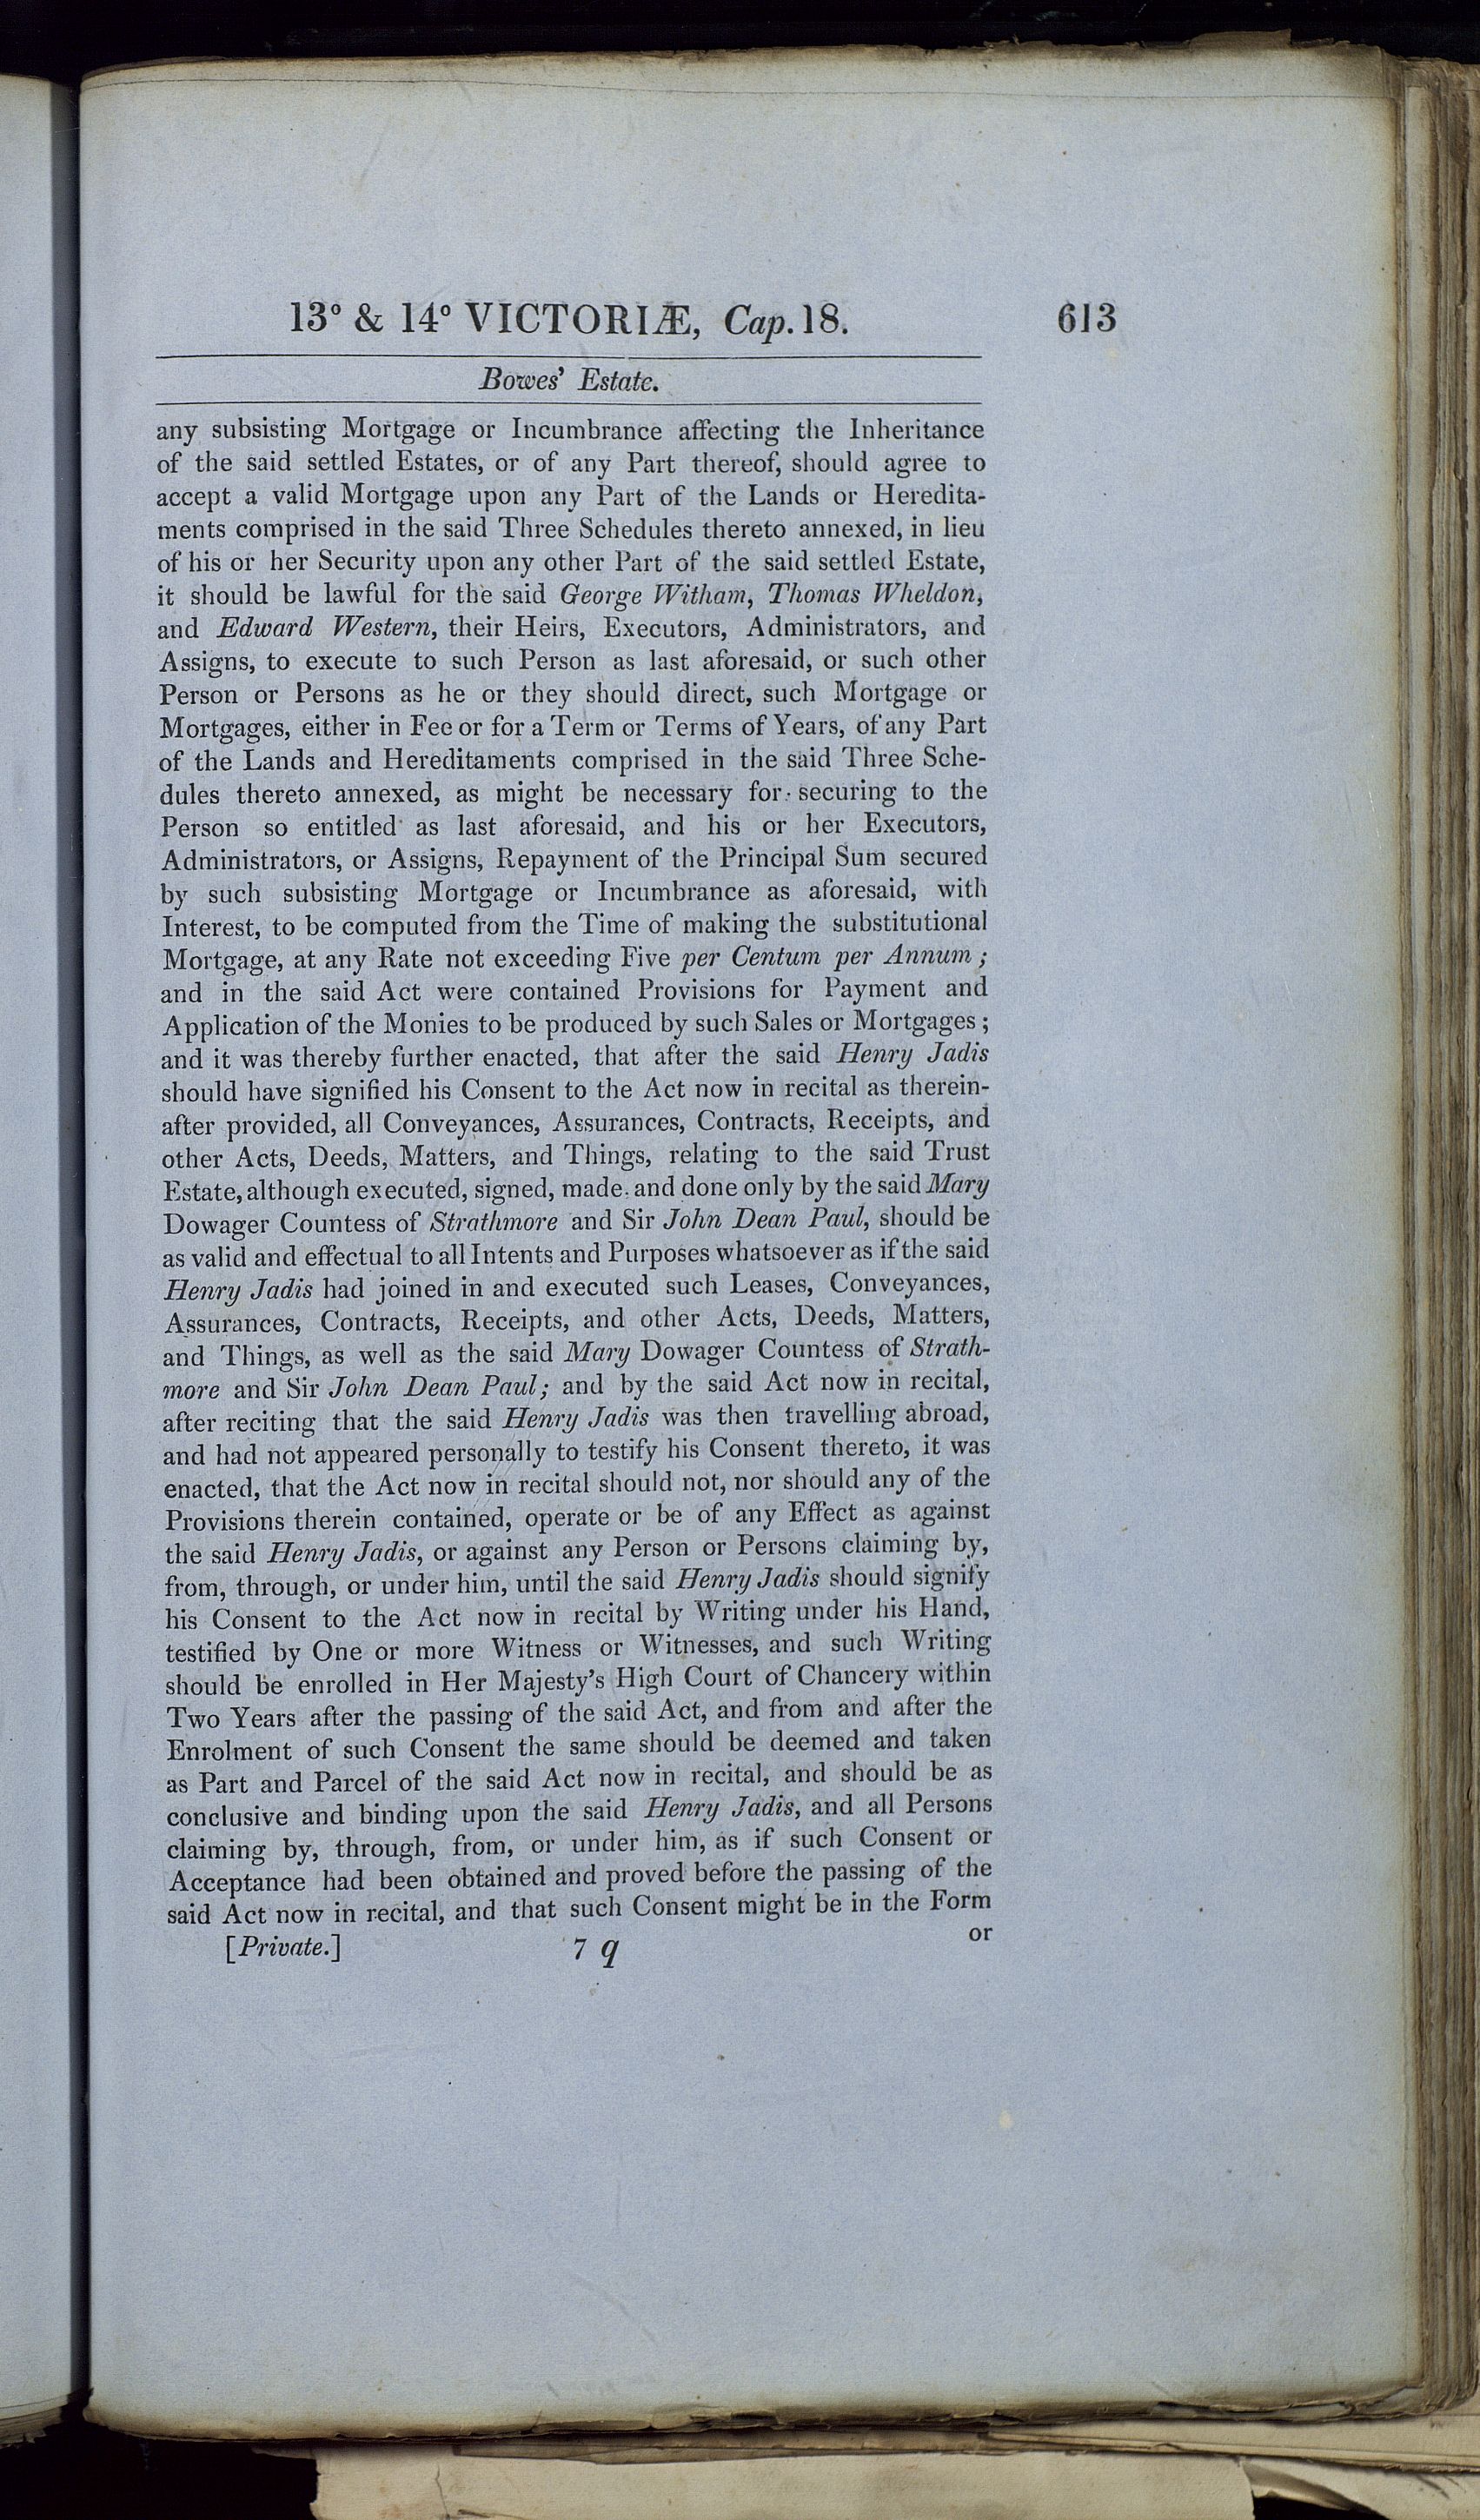 13° & 14° VICTORIÆ, Cap. 18. 613
Bowes' Estate.
any subsisting Mortgage or Incumbrance affecting the Inheritance
of the said settled Estates, or of any Part thereof, should agree to
accept a valid Mortgage upon any Part of the Lands or Heredita-
ments comprised in the said Three Schedules thereto annexed, in lieu
of his or her Security upon any other Part of the said settled Estate,
it should be lawful for the said George Witham, Thomas Wheldon,
and Edward Western, their Heirs, Executors, Administrators, and
Assigns, to execute to such Person as last aforesaid, or such other
Person or Persons as he or they should direct, such Mortgage or
Mortgages, either in Fee or for a Term or Terms of Years, of any Part
of the Lands and Hereditaments comprised in the said Three Sche-
dules thereto annexed, as might be necessary for securing to the
Person so entitled as last aforesaid, and his or her Executors,
Administrators, or Assigns, Repayment of the Principal Sum secured
by such subsisting Mortgage or Incumbrance as aforesaid, with
Interest, to be computed from the Time of making the substitutional
Mortgage, at any Rate not exceeding Five per Centum per Annum ;
and in the said Act were contained Provisions for Payment and
Application of the Monies to be produced by such Sales or Mortgages ;
and it was thereby further enacted, that after the said Henry Jadis
should have signified his Consent to the Act now in recital as therein-
after provided, all Conveyances, Assurances, Contracts, Receipts, and
other Acts, Deeds, Matters, and Things, relating to the said Trust
Estate, although executed, signed, made, and done only by the said Mary
Dowager Countess of Strathmore and Sir John Dean Paul, should be
as valid and effectual to all Intents and Purposes whatsoever as if the said
Henry Jadis had joined in and executed such Leases, Conveyances,
Assurances, Contracts, Receipts, and other Acts, Deeds, Matters,
and Things, as well as the said Mary Dowager Countess of Strath-
more and Sir John Dean Paul; and by the said Act now in recital,
after reciting that the said Henry Jadis was then travelling abroad,
and had not appeared personally to testify his Consent thereto, it was
enacted, that the Act now in recital should not, nor should any of the
Provisions therein contained, operate or be of any Effect as against
the said Henry Jadis, or against any Person or Persons claiming by,
from, through, or under him, until the said Henry Jadis should signify
his Consent to the Act now in recital by Writing under his Hand,
testified by One or more Witness or Witnesses, and such Writing
should be enrolled in Her Majesty's High Court of Chancery within
Two Years after the passing of the said Act, and from and after the
Enrolment of such Consent the same should be deemed and taken
as Part and Parcel of the said Act now in recital, and should be as
conclusive and binding upon the said Henry Jadis, and all Persons
claiming by, through, from, or under him, as if such Consent or
Acceptance had been obtained and proved before the passing of the
said Act now in recital, and that such Consent might be in the Form
or
[Private.] 7 q